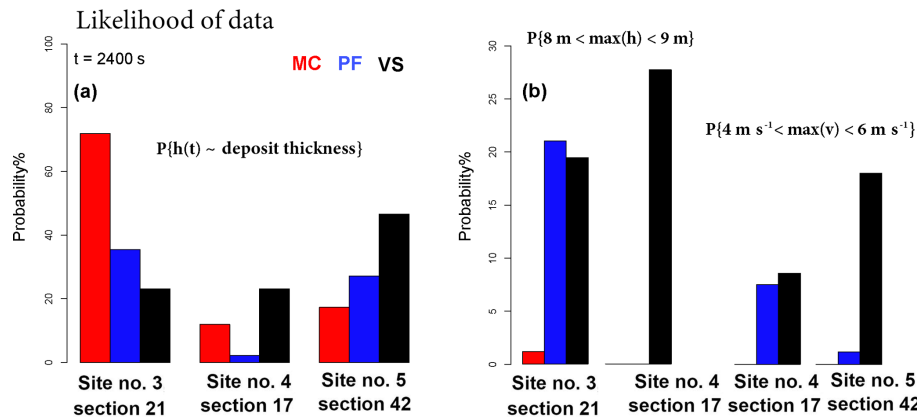 Likelihood of data
t = 2400 s
MC PF VS
(a)
P{h(t) ~ deposit thickness}
Probability%
100
80
60
40
20
0
Site no. 3
section 21
Site no. 4
section 17
Site no. 5
section 42
P{8 m < max(h) < 9 m}
(b)
P{4 m s⁻¹< max(v) < 6 m s⁻¹}
Probability%
30
25
20
15
10
5
0
Site no. 3
section 21
Site no. 4
section 17
Site no. 4
section 17
Site no. 5
section 42